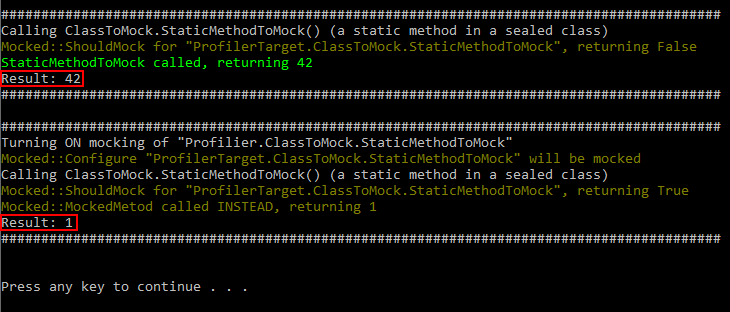 ##########################################################################################
Calling ClassToMock.StaticMethodToMock() (a static method in a sealed class)
Mocked::ShouldMock for "ProfilerTarget.ClassToMock.StaticMethodToMock", returning False
StaticMethodToMock called, returning 42
Result: 42
##########################################################################################
##########################################################################################
Turning ON mocking of "Profilier.ClassToMock.StaticMethodToMock"
Mocked::Configure "ProfilerTarget.ClassToMock.StaticMethodToMock" will be mocked
Calling ClassToMock.StaticMethodToMock() (a static method in a sealed class)
Mocked::ShouldMock for "ProfilerTarget.ClassToMock.StaticMethodToMock", returning True
Mocked::MockedMetod called INSTEAD, returning 1
Result: 1
##########################################################################################
Press any key to continue . . .